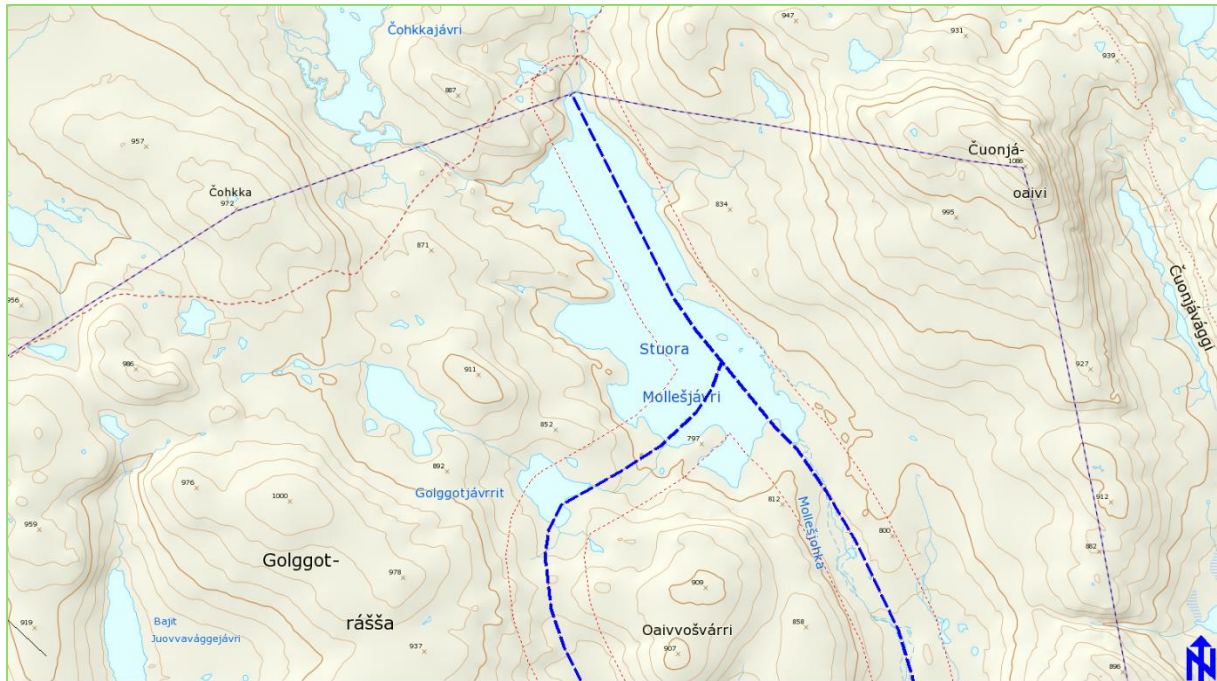 947
931
Čohkkajávri
939
887
957
Čuonjá-
1086
Čohkka
972
oaivi
834
995
871
Čuonjávággi
956
Stuora
986
911
927
Mollešjávri
852
797
892
976
Golggotjávrrit
1000
812
912
Mollešjohka
959
800
882
Golggot-
978
909
919
Bajit
Juovvavággejávri
rášša
Oaivvošvárri
858
937
907
896
N